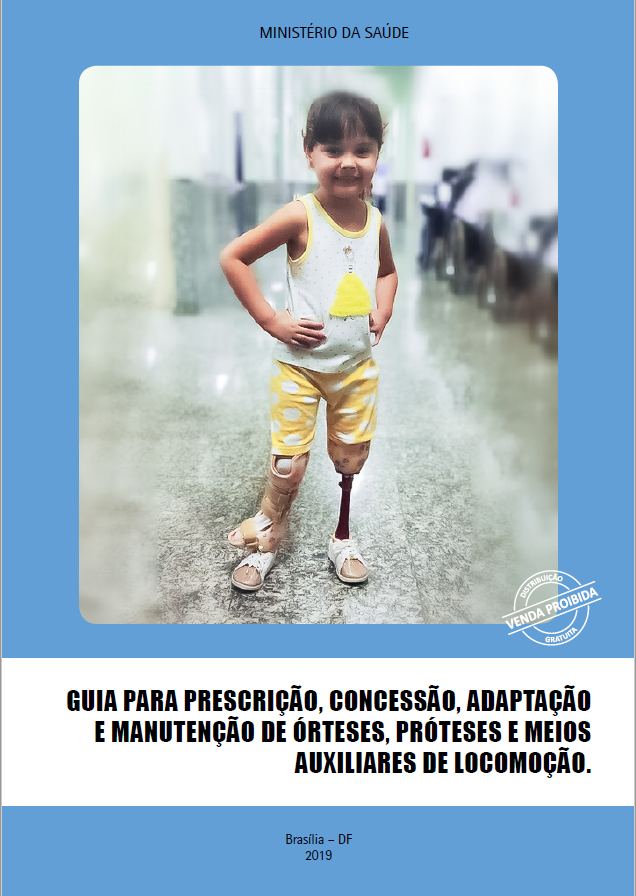 MINISTÉRIO DA SAÚDE
DISTRIBUIÇÃO
VENDA PROIBIDA
GRATUITA
GUIA PARA PRESCRIÇÃO, CONCESSÃO, ADAPTAÇÃO
E MANUTENÇÃO DE ÓRTESES, PRÓTESES E MEIOS
AUXILIARES DE LOCOMOÇÃO.
Brasília – DF
2019